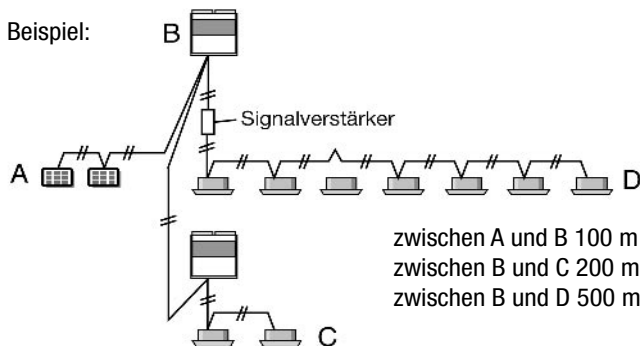 Beispiel:
B
Signalverstärker
A
D
zwischen A und B 100 m
zwischen B und C 200 m
zwischen B und D 500 m
C